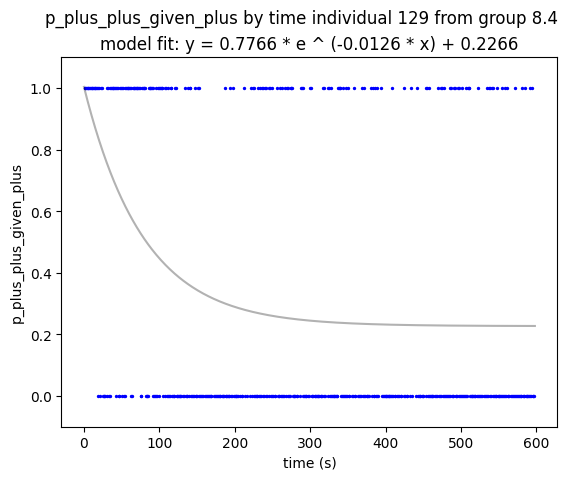 p_plus_plus_given_plus by time individual 129 from group 8.4
model fit: y = 0.7766 * e ^ (-0.0126 * x) + 0.2266
p_plus_plus_given_plus
1.0
0.8
0.6
0.4
0.2
0.0
0 100 200 300 400 500 600
time (s)